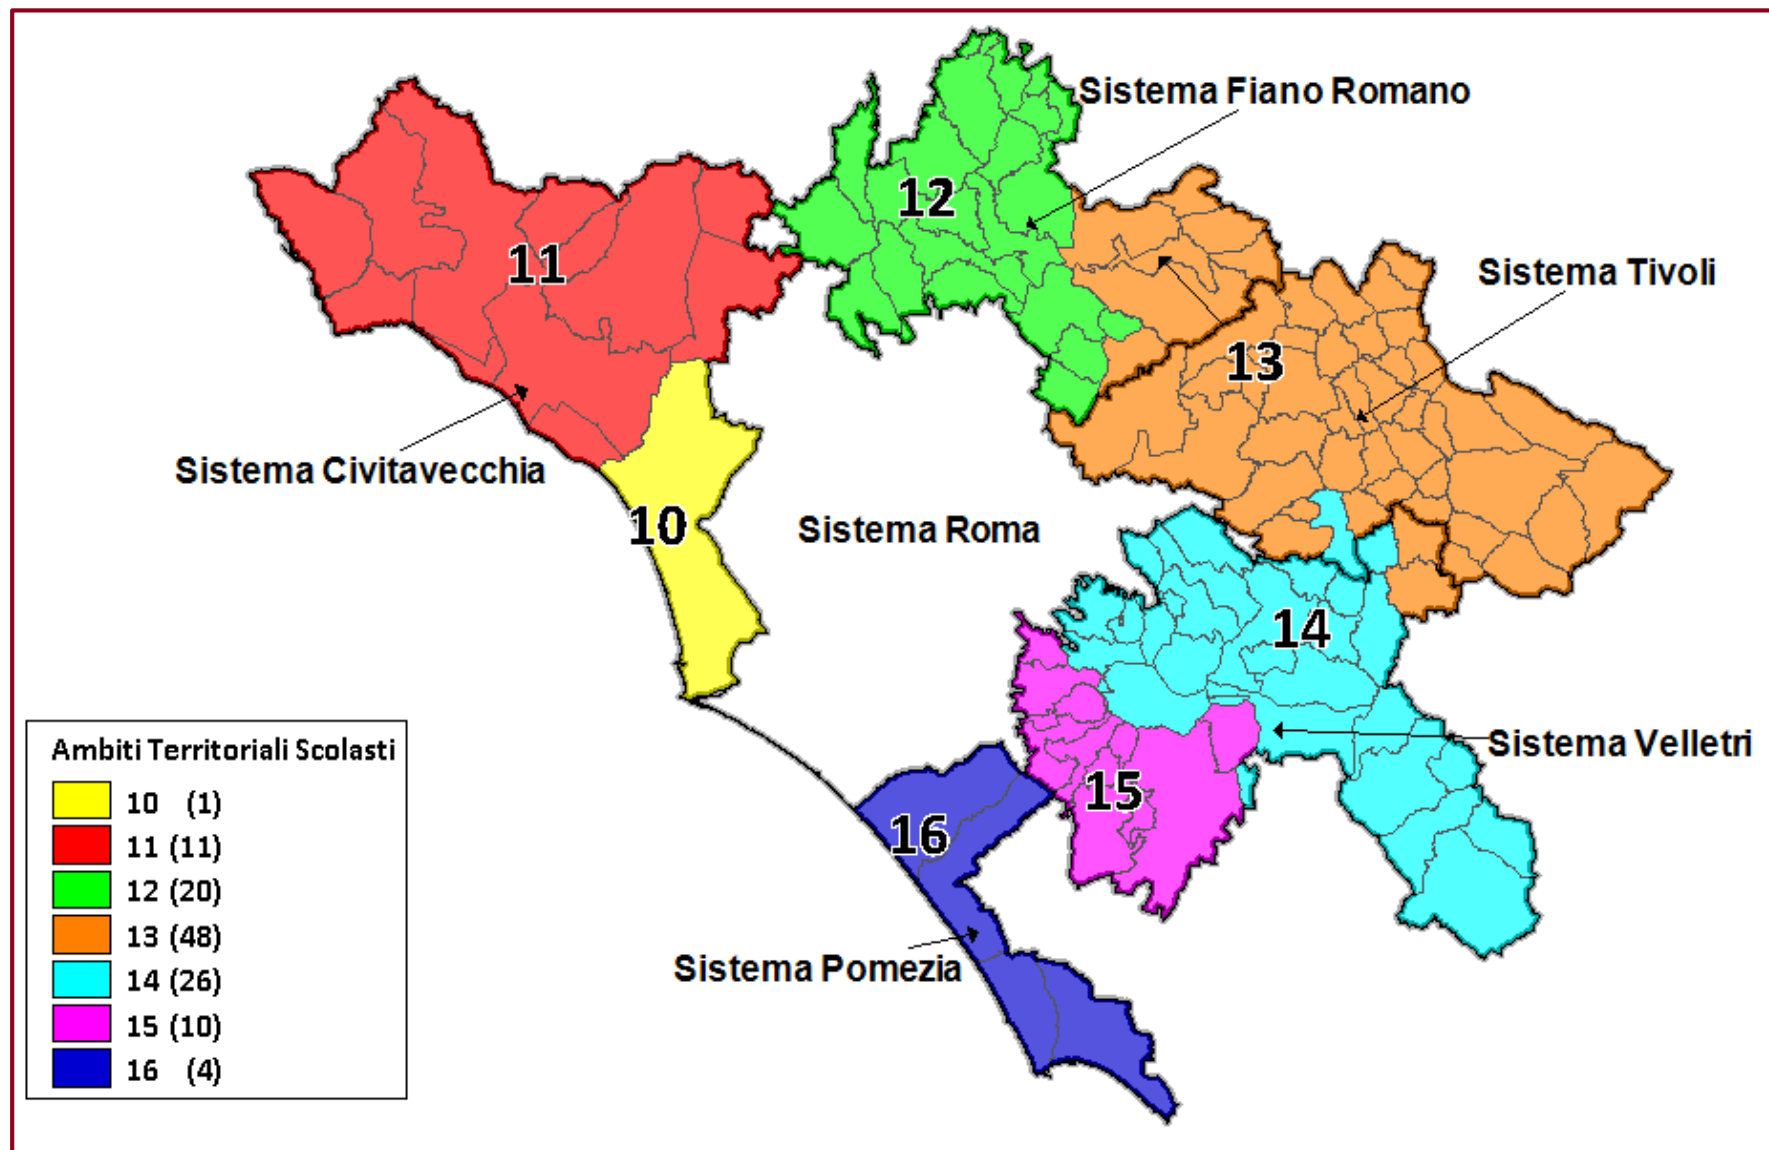 Sistema Fiano Romano
12
11
Sistema Tivoli
13
Sistema Civitavecchia
10
Sistema Roma
14
Sistema Velletri
15
16
Sistema Pomezia
Ambiti Territoriali Scolasti
10 (1)
11 (11)
12 (20)
13 (48)
14 (26)
15 (10)
16 (4)